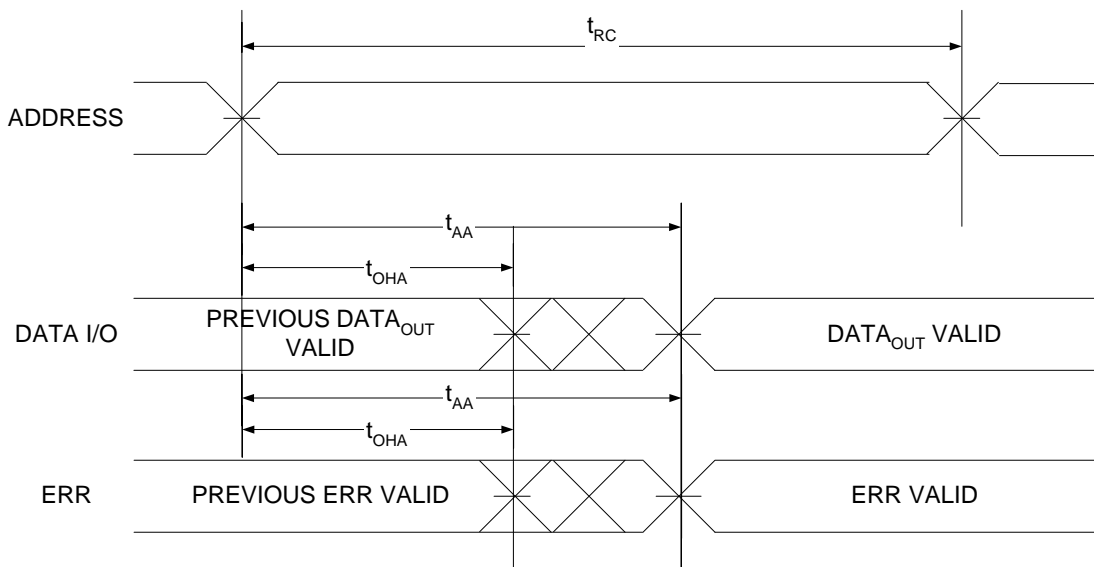 tRC
ADDRESS
tAA
tOHA
DATA I/O
PREVIOUS DATAOUT
VALID
DATAOUT VALID
tAA
tOHA
ERR
PREVIOUS ERR VALID
ERR VALID